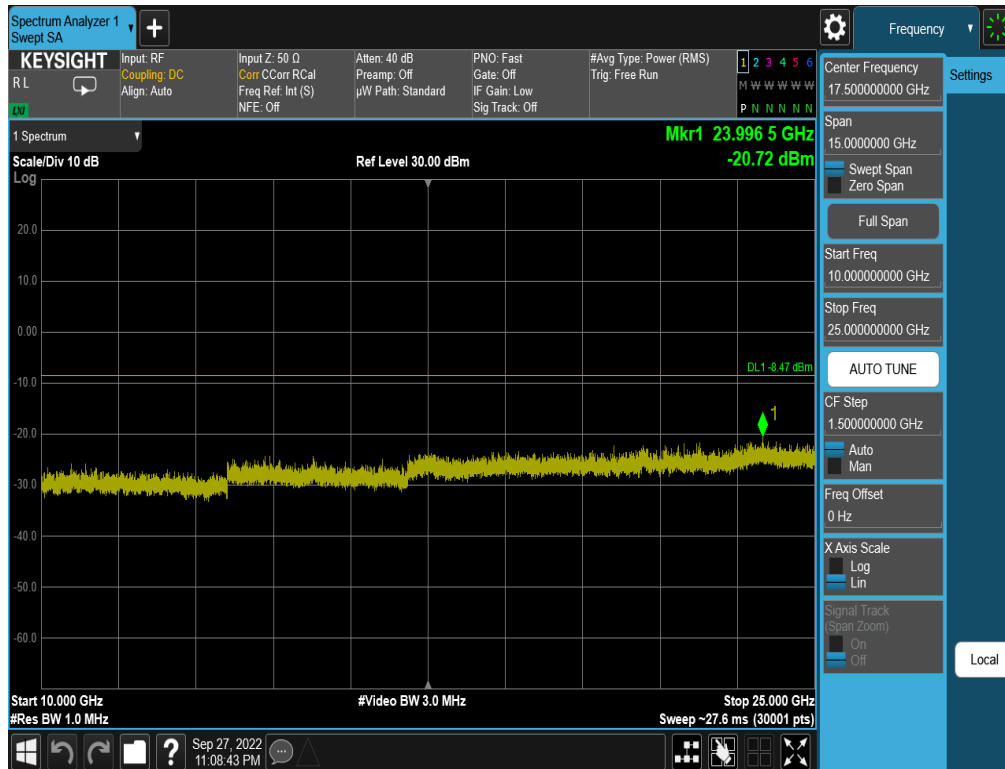 Spectrum Analyzer 1
Swept SA
Frequency
KEYSIGHT
R L
LXI
Input: RF
Coupling: DC
Align: Auto
Input Z: 50 Ω
Corr CCorr RCal
Freq Ref: Int (S)
NFE: Off
Atten: 40 dB
Preamp: Off
µW Path: Standard
PNO: Fast
Gate: Off
IF Gain: Low
Sig Track: Off
#Avg Type: Power (RMS)
Trig: Free Run
1 2 3 4 5 6
M W W W W W
P N N N N N
1 Spectrum
Scale/Div 10 dB
Log
Ref Level 30.00 dBm
Mkr1 23.996 5 GHz
-20.72 dBm
20.0
10.0
0.00
DL1 -8.47 dBm
-10.0
1
-20.0
-30.0
-40.0
-50.0
-60.0
Start 10.000 GHz
#Res BW 1.0 MHz
#Video BW 3.0 MHz
Stop 25.000 GHz
Sweep ~27.6 ms (30001 pts)
Center Frequency
17.500000000 GHz
Span
15.0000000 GHz
Swept Span
Zero Span
Full Span
Start Freq
10.000000000 GHz
Stop Freq
25.000000000 GHz
AUTO TUNE
CF Step
1.500000000 GHz
Auto
Man
Freq Offset
0 Hz
X Axis Scale
Log
Lin
Signal Track
(Span Zoom)
On
Off
Settings
Local
?
Sep 27, 2022
11:08:43 PM